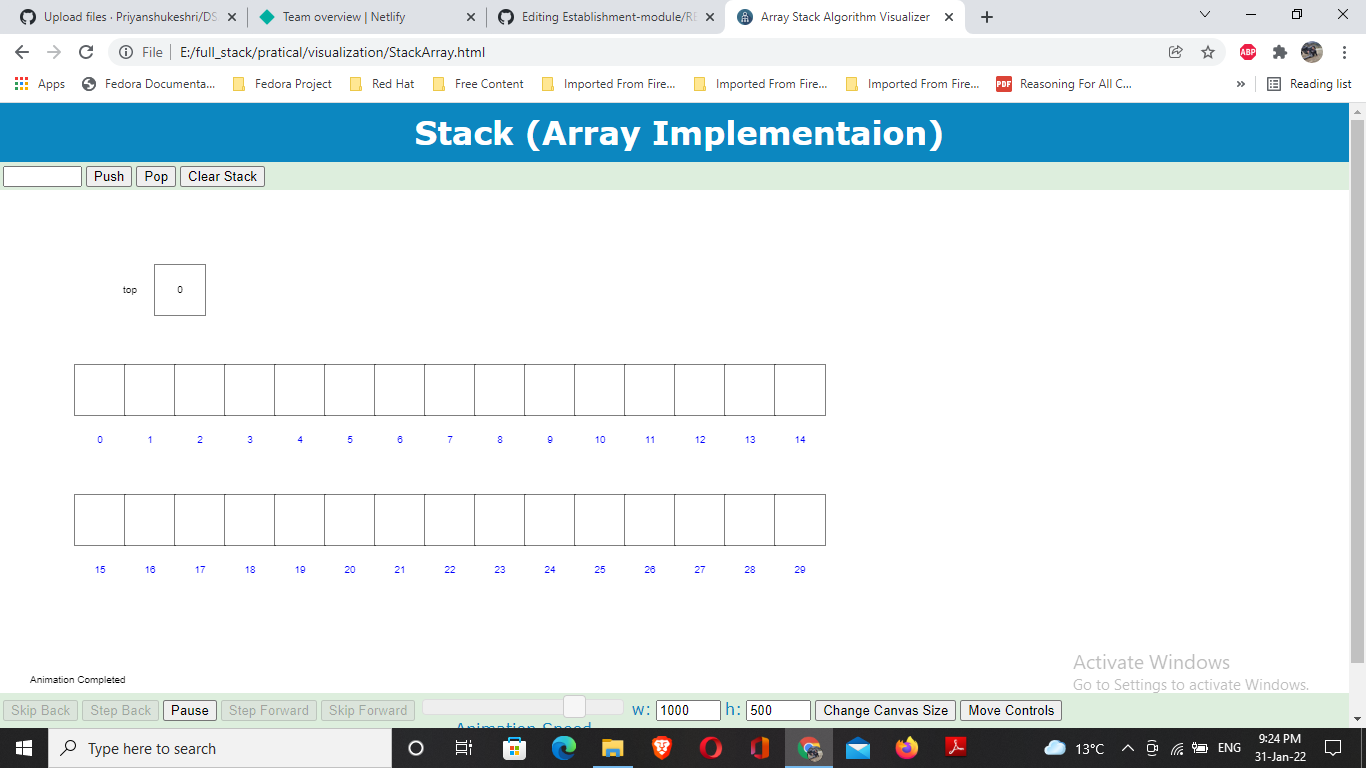 Upload files · Priyanshukeshri/DS
Team overview | Netlify
Editing Establishment-module/RE
Array Stack Algorithm Visualizer
File | E:/full_stack/pratical/visualization/StackArray.html
ABP
Apps Fedora Documenta... Fedora Project Red Hat Free Content Imported From Fire... Imported From Fire... Imported From Fire... PDF Reasoning For All C... » Reading list
Stack (Array Implementaion)
Push Pop Clear Stack
top 0
0 1 2 3 4 5 6 7 8 9 10 11 12 13 14
15 16 17 18 19 20 21 22 23 24 25 26 27 28 29
Activate Windows
Go to Settings to activate Windows.
Animation Completed
Skip Back Step Back Pause Step Forward Skip Forward w: 1000 h: 500 Change Canvas Size Move Controls
Animation Speed
Type here to search
13°C ENG
9:24 PM
31-Jan-22